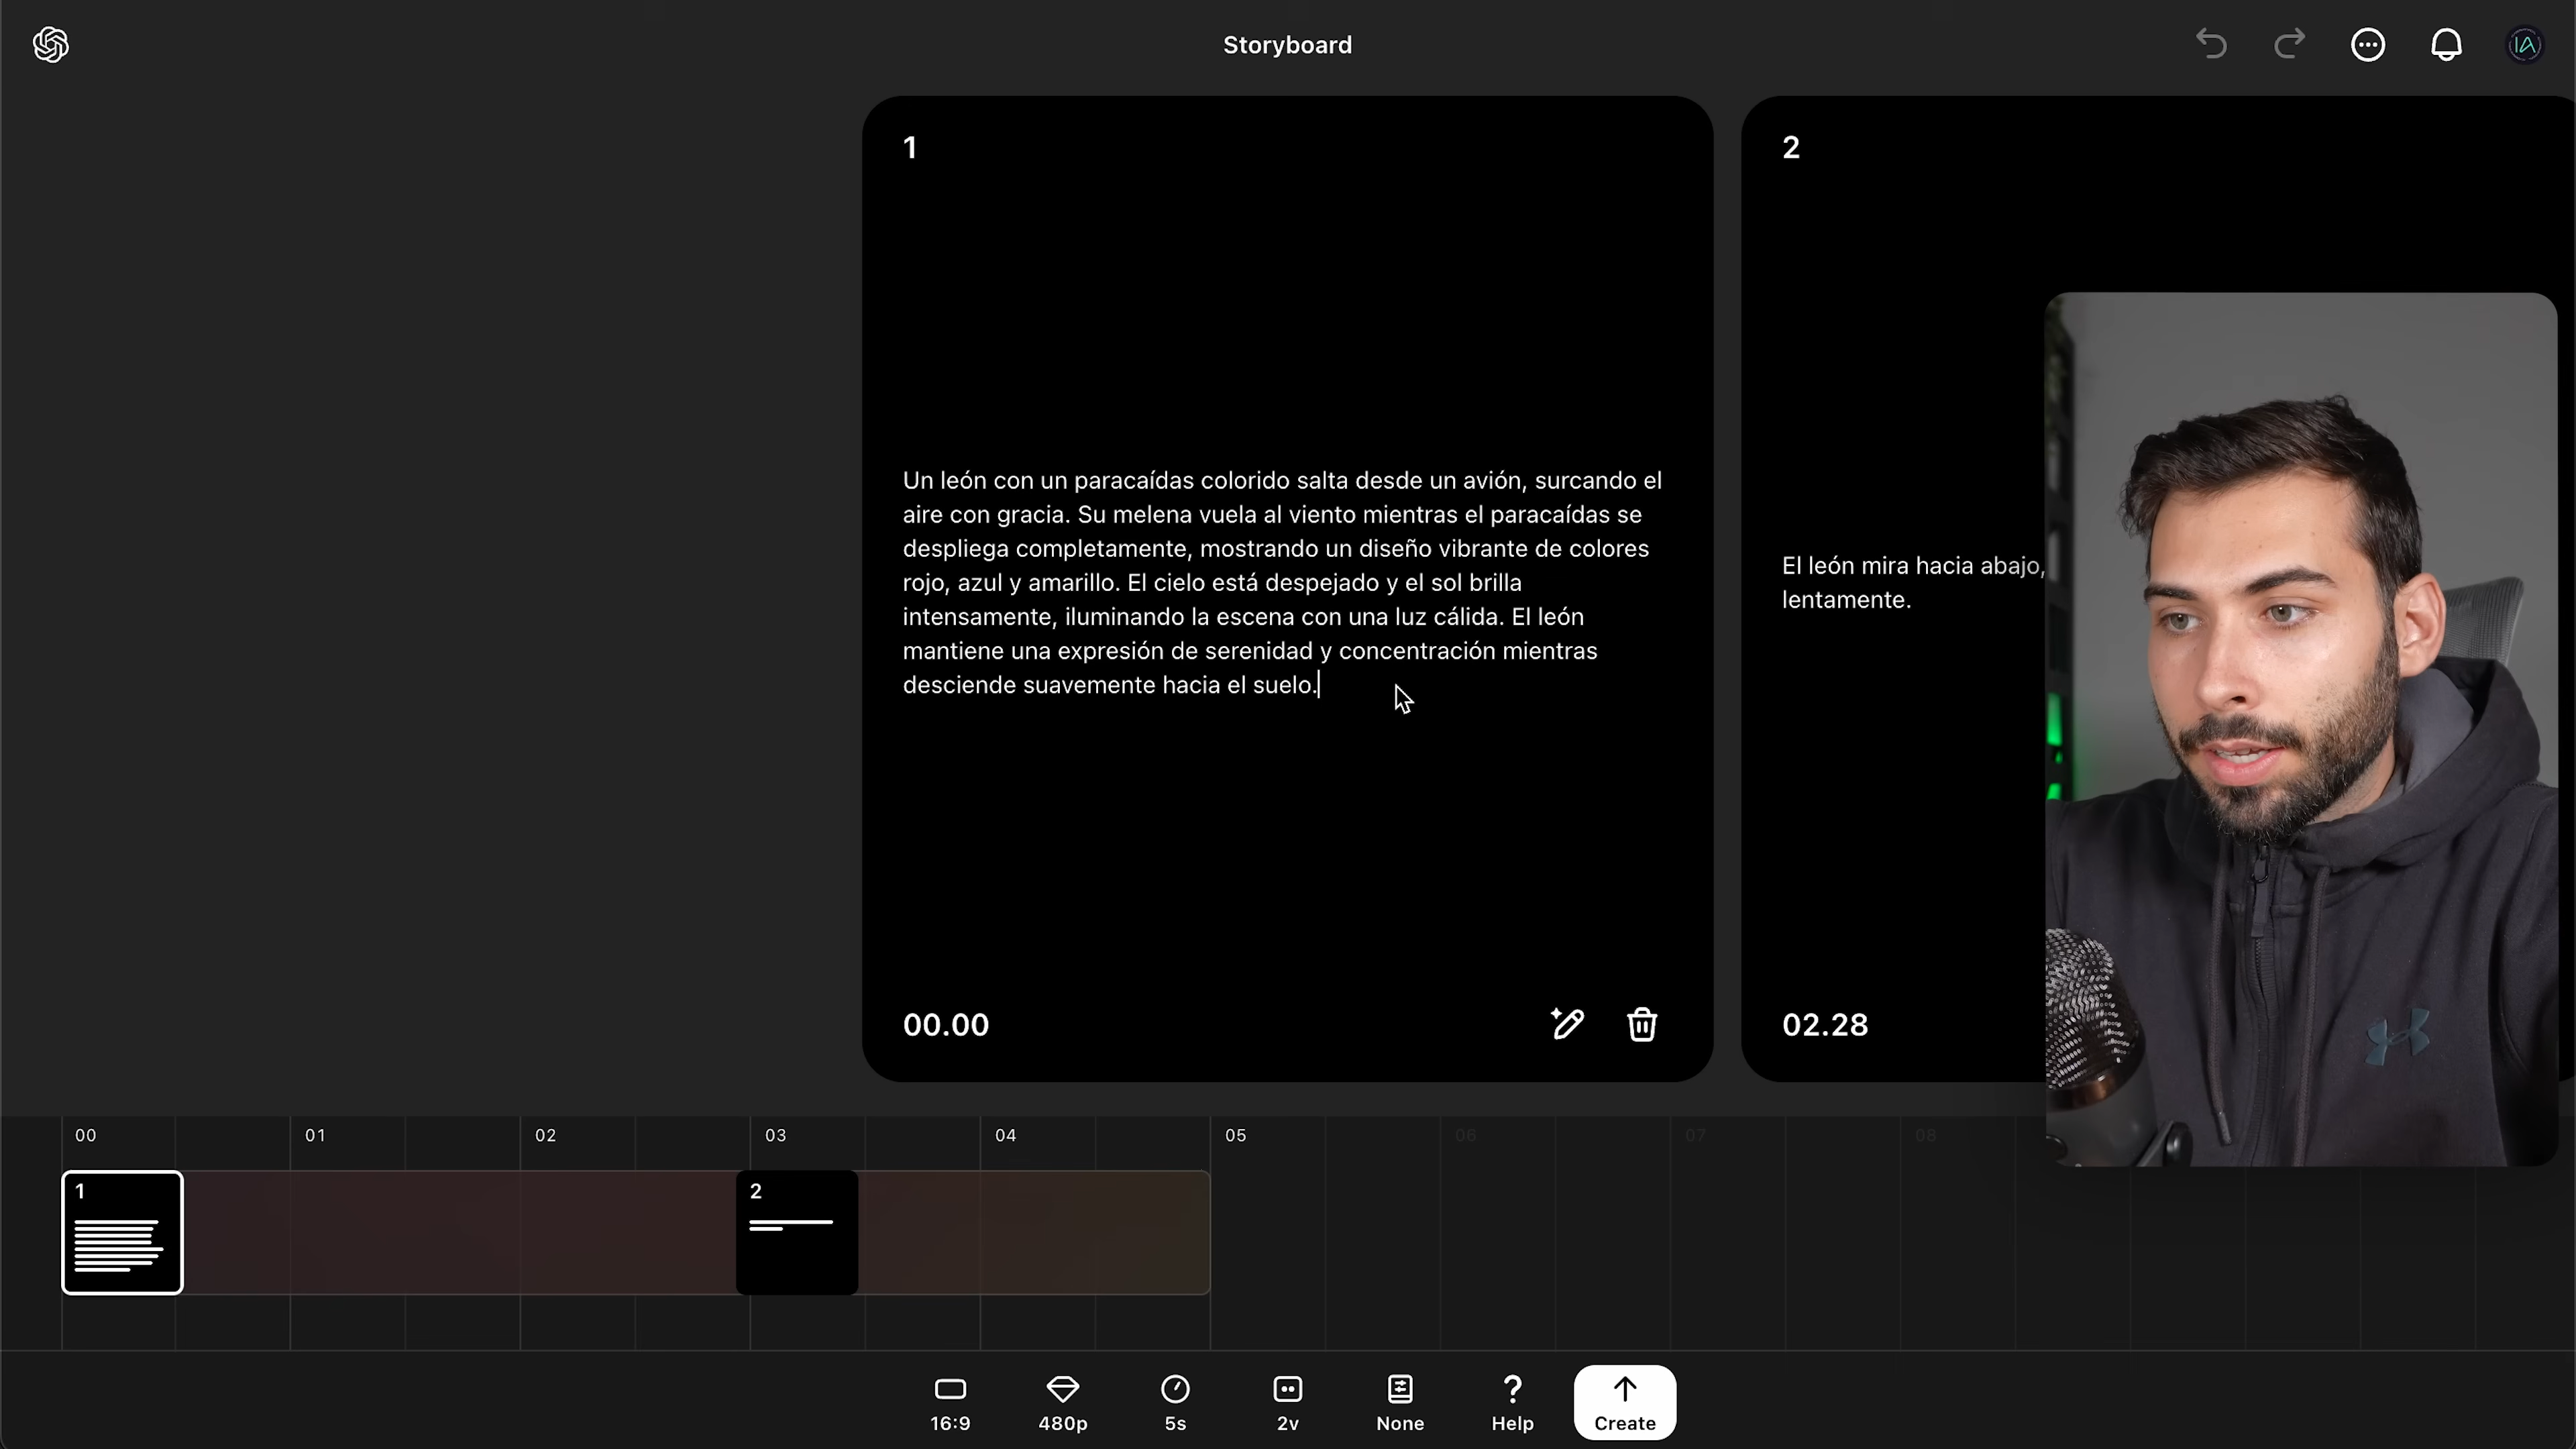 Storyboard
IA
1
Un león con un paracaídas colorido salta desde un avión, surcando el
aire con gracia. Su melena vuela al viento mientras el paracaídas se
despliega completamente, mostrando un diseño vibrante de colores
rojo, azul y amarillo. El cielo está despejado y el sol brilla
intensamente, iluminando la escena con una luz cálida. El león
mantiene una expresión de serenidad y concentración mientras
desciende suavemente hacia el suelo.
00.00
2
El león mira hacia abajo,
lentamente.
02.28
00 01 02 03 04 05 06 07 08
1
2
16:9 480p 5s 2v None Help Create